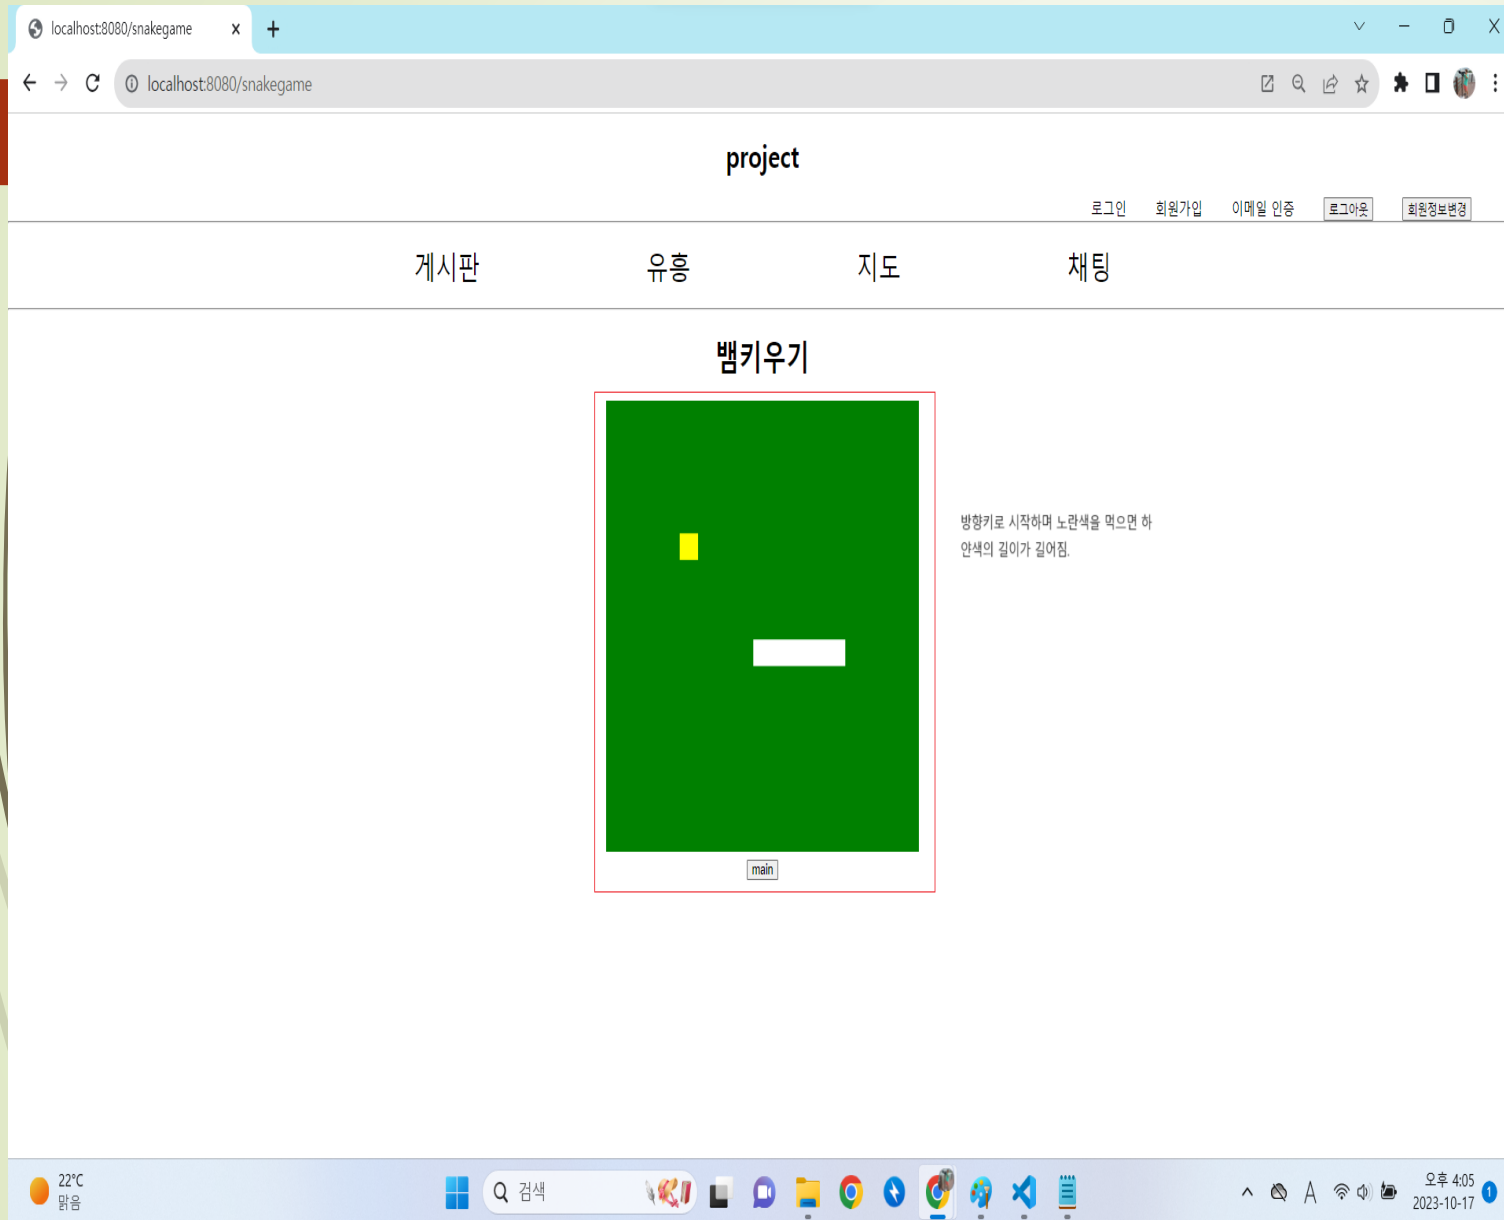 localhost:8080/snakegame
localhost:8080/snakegame
project
로그인 회원가입 이메일 인증 로그아웃 회원정보변경
게시판 유흥 지도 채팅
뱀키우기
방향키로 시작하며 노란색을 먹으면 하
얀색의 길이가 길어짐.
main
22°C
맑음
검색
A
오후 4:05
2023-10-17
1